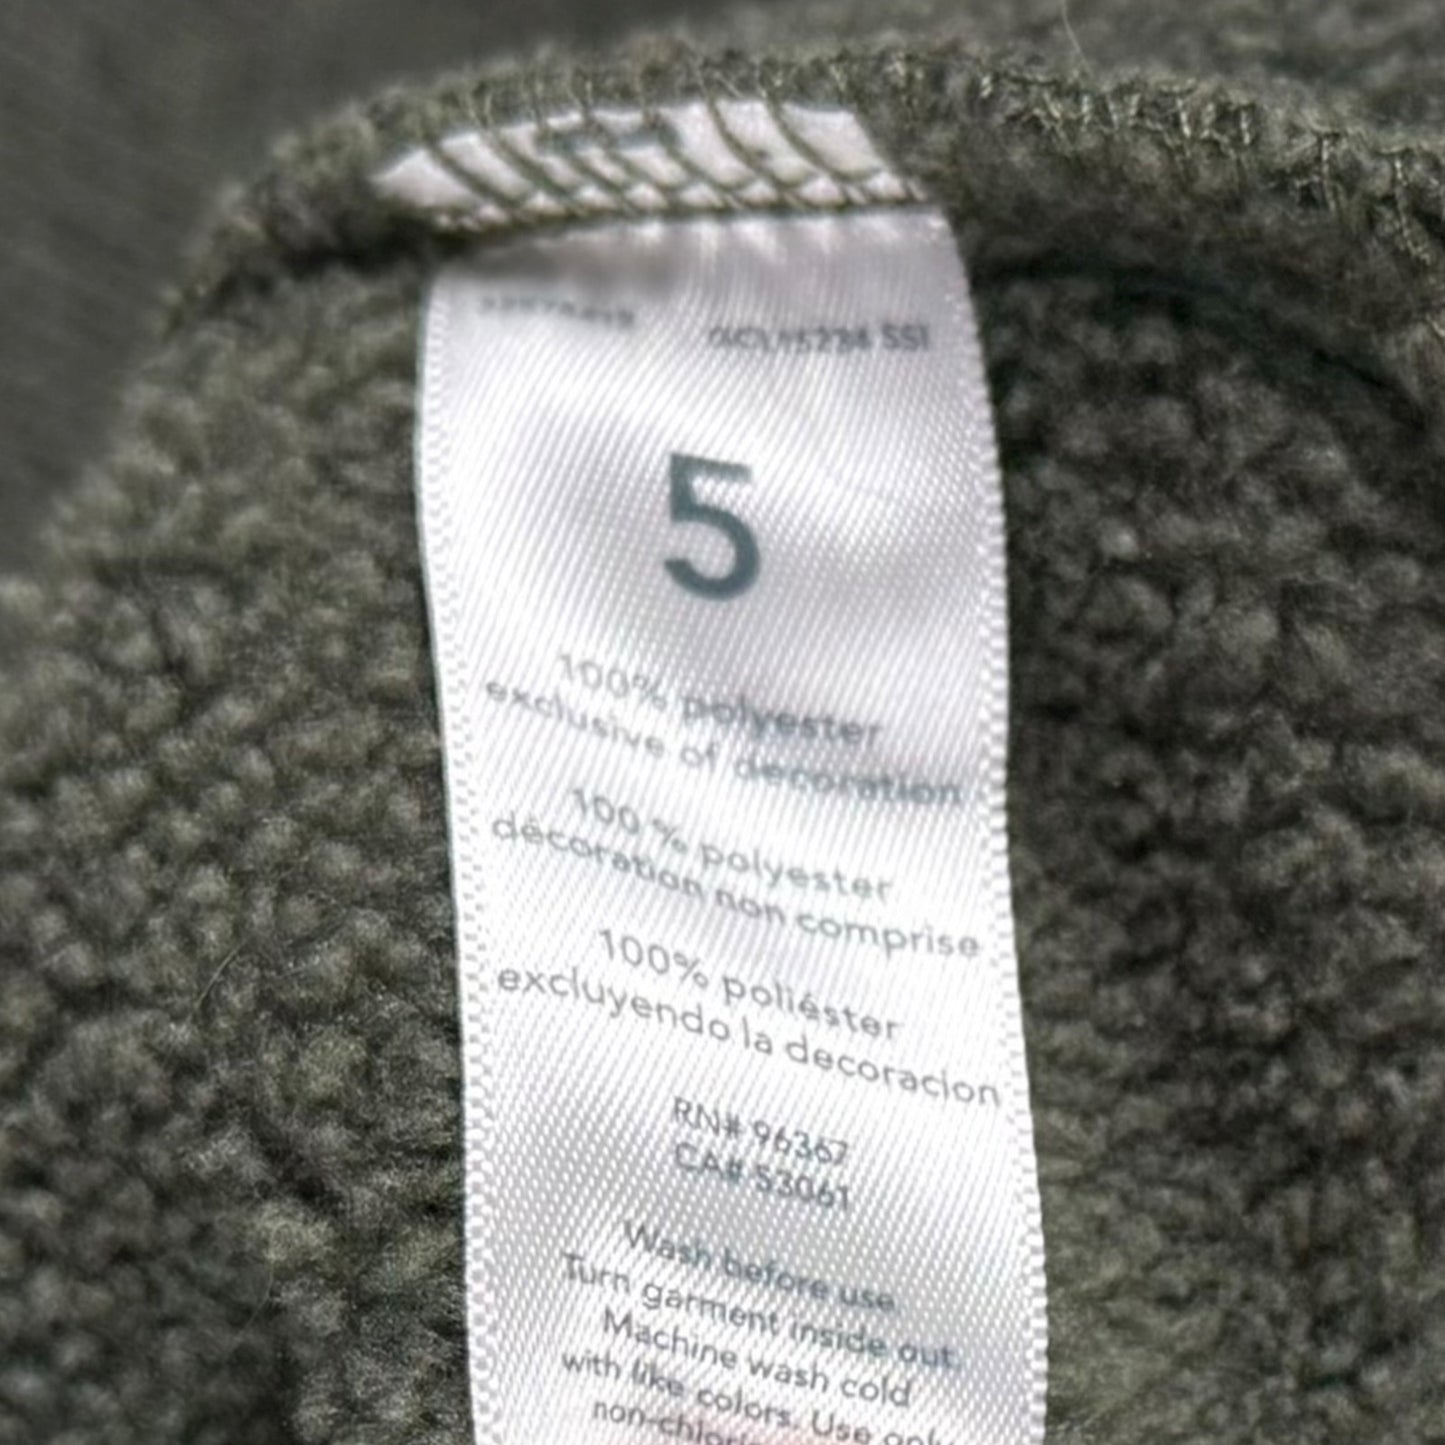 SSI
5
100% polyester
exclusive of decoration
100 % polyester
décoration non comprise
100% poliéster
excluyendo la decoracion
RN# 96367
CA# 53061
Wash before use.
Turn garment inside out.
Machine wash cold
with like colors. Use only